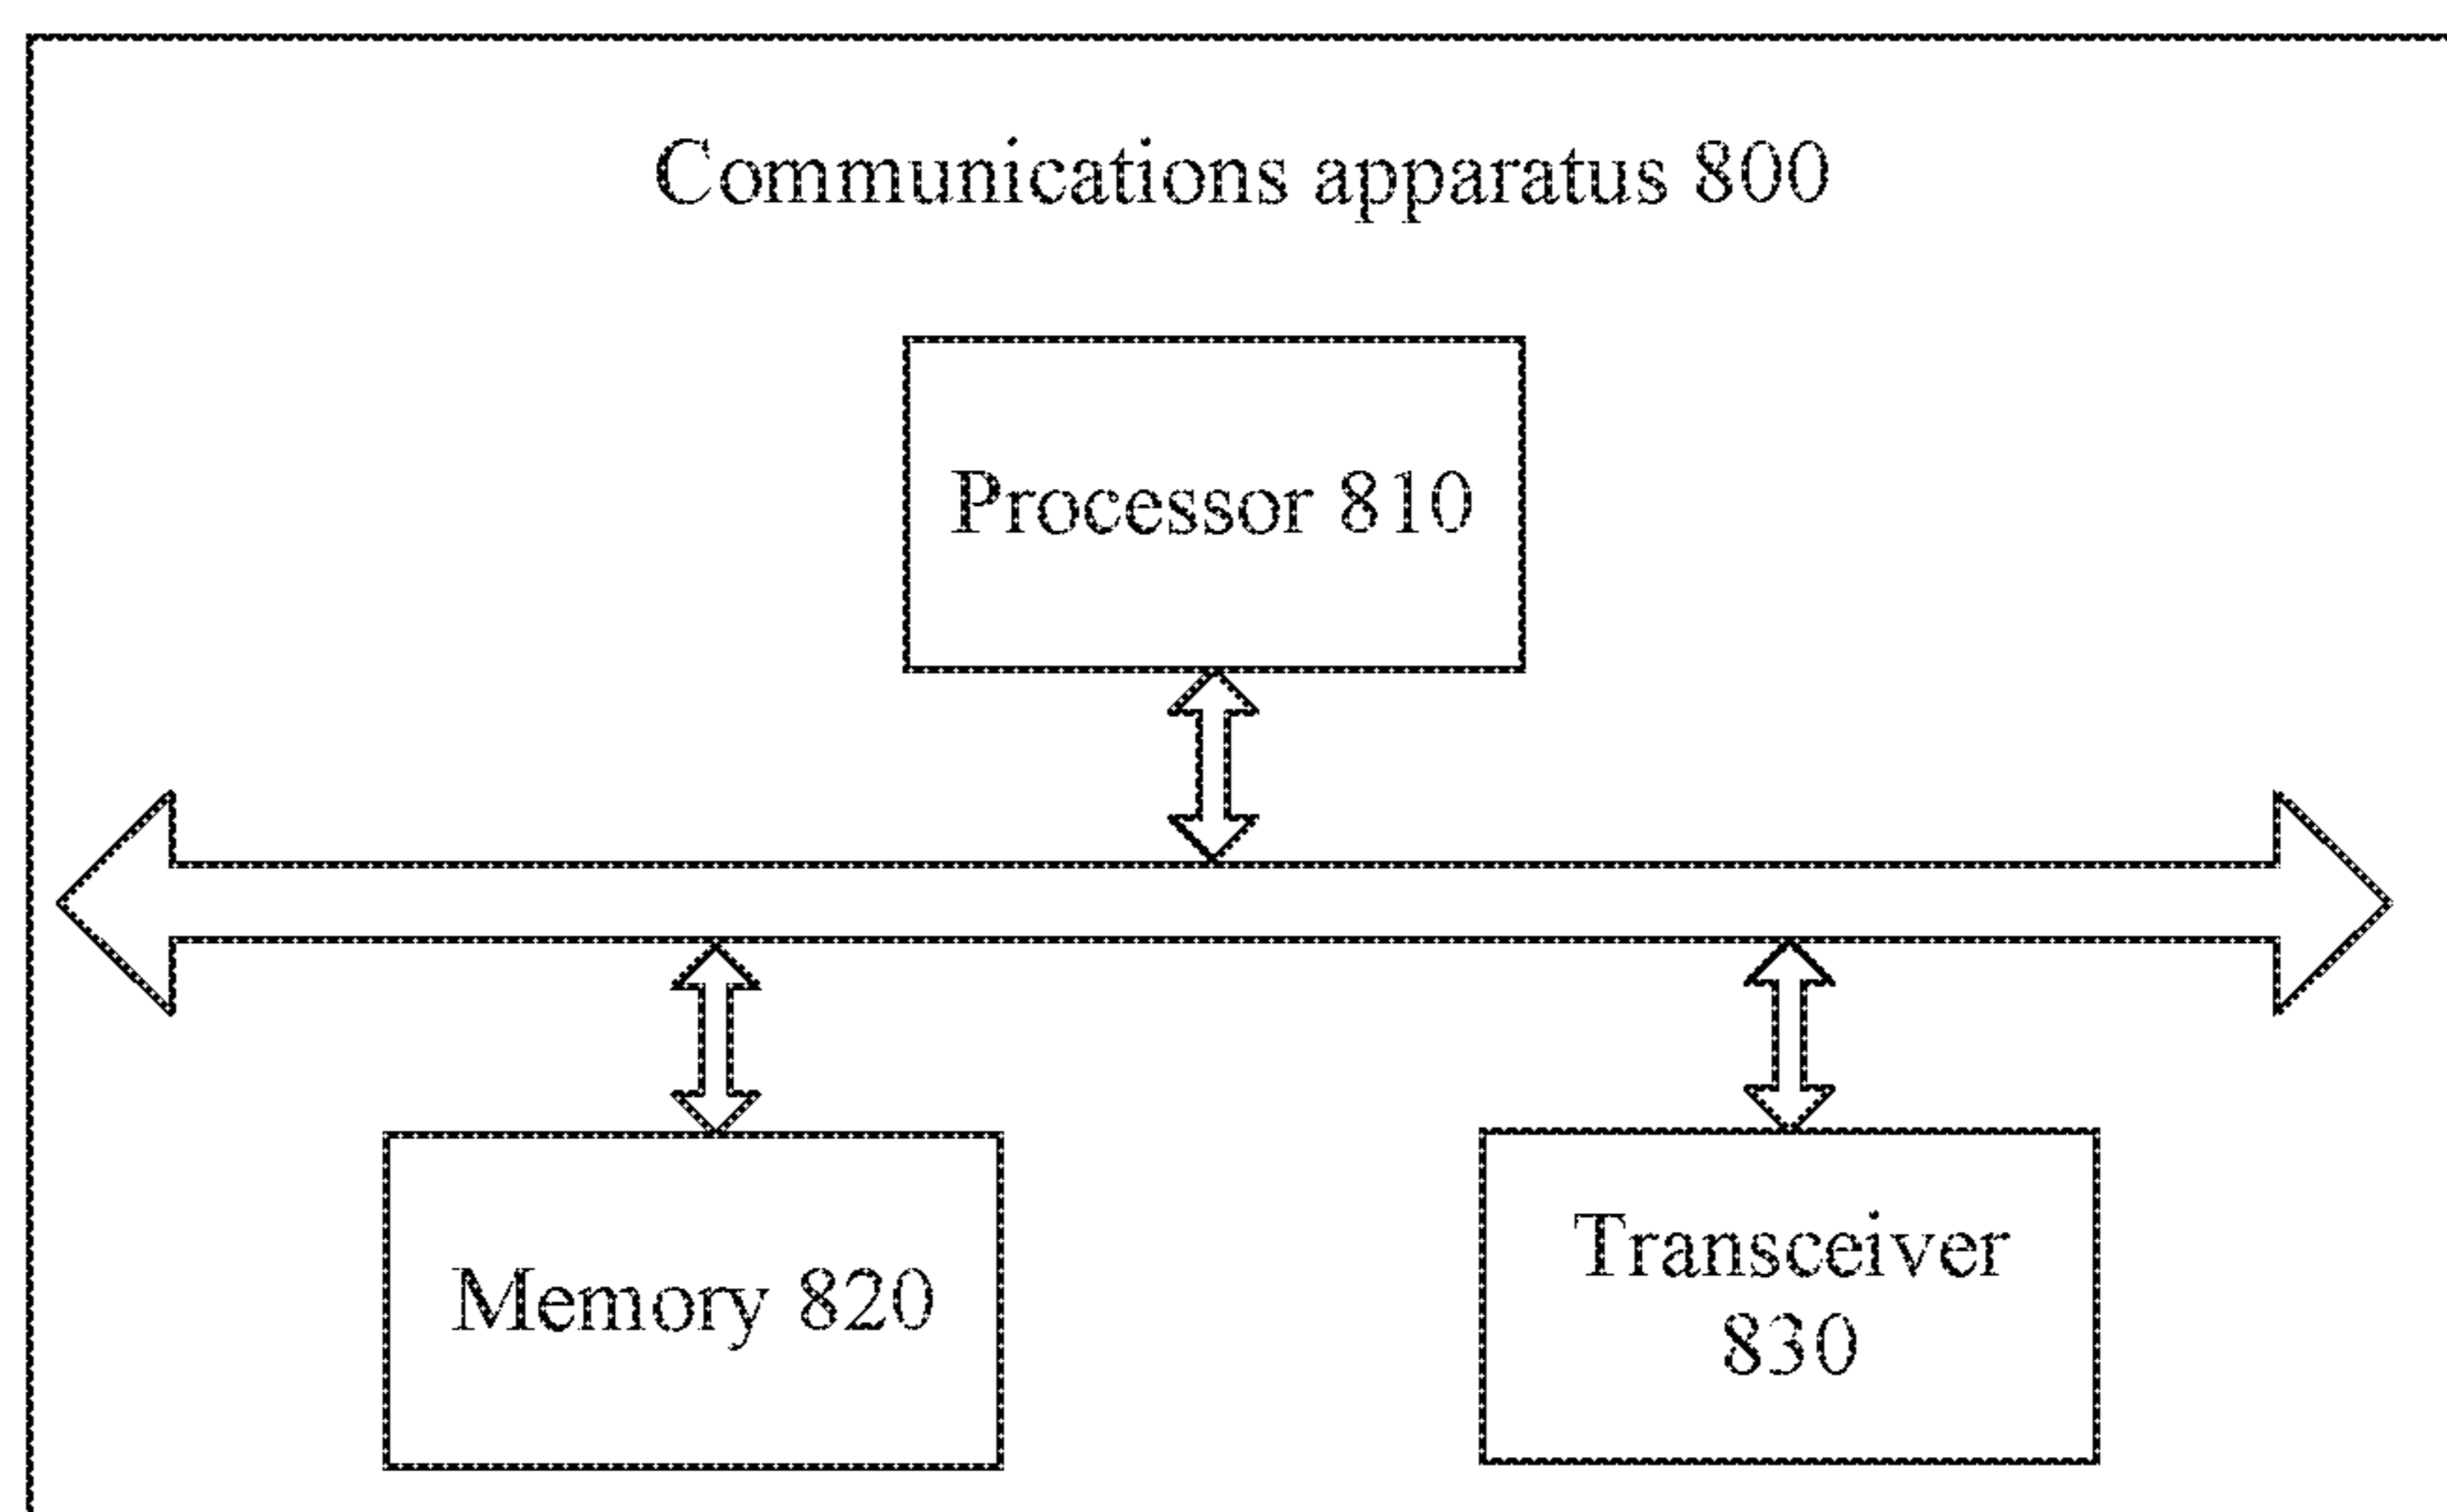 Communications apparatus 800
Processor 810
Memory 820
Transceiver
830